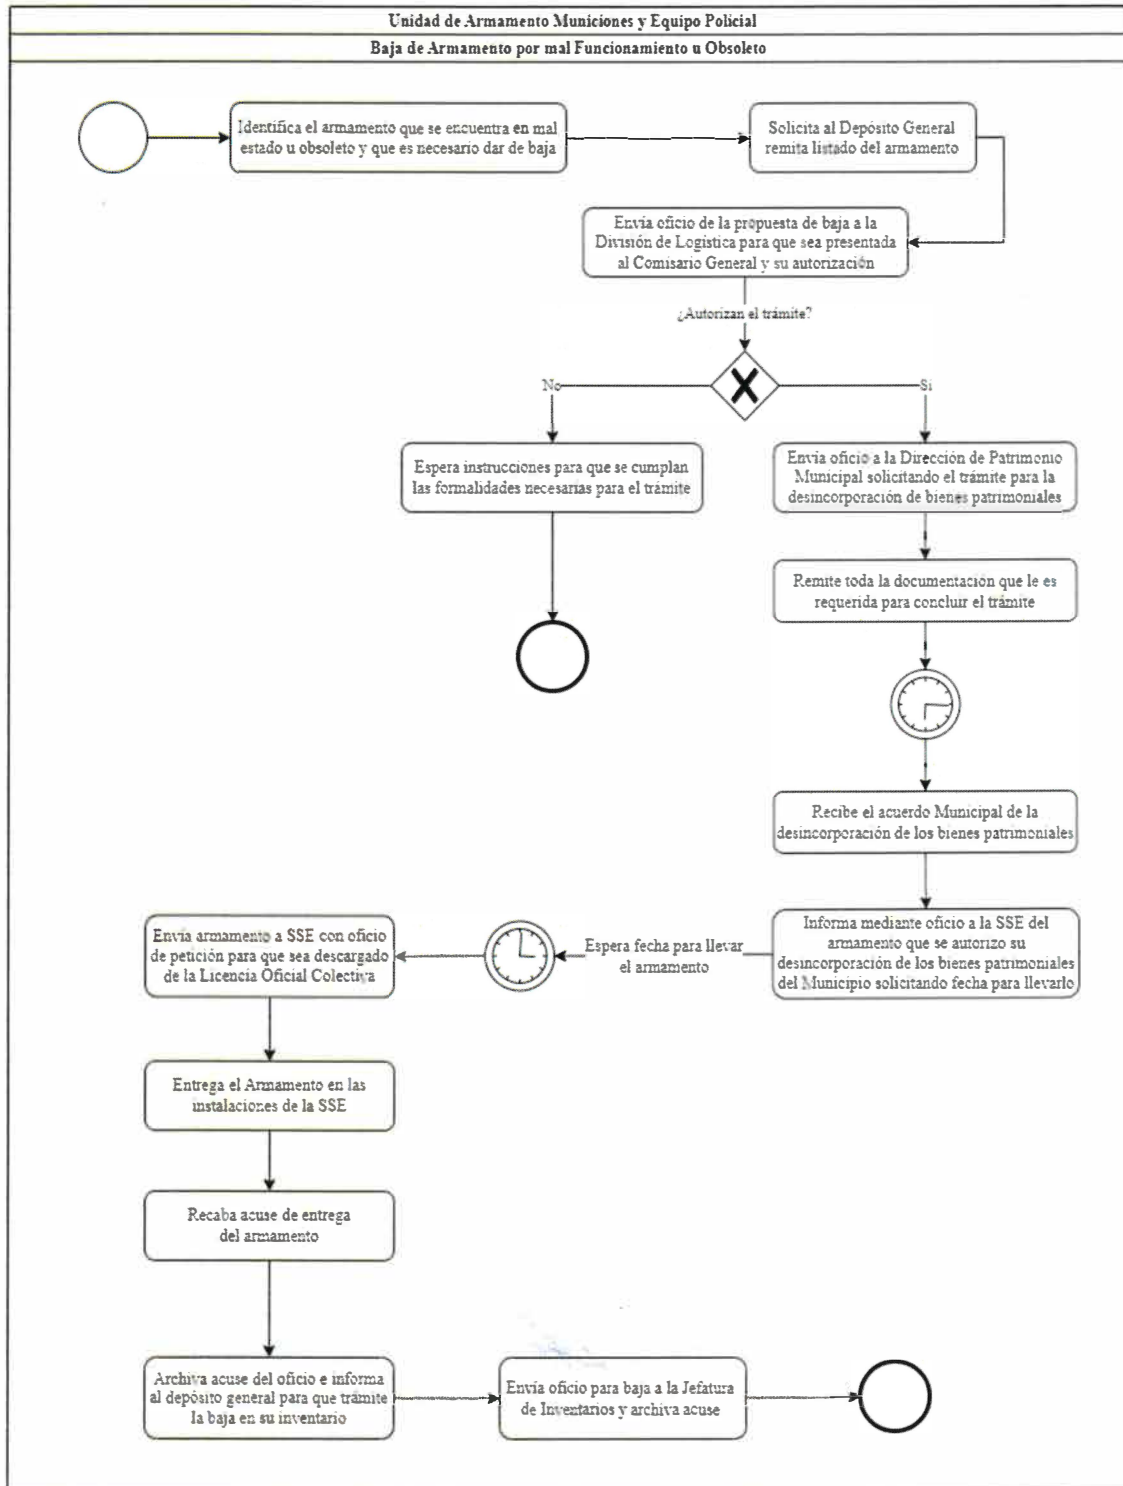 Unidad de Armamento Municiones y Equipo Policial
Baja de Armamento por mal Funcionamiento u Obsoleto
Identifica el armamento que se encuentra en mal
estado u obsoleto y que es necesario dar de baja
Solicita al Depósito General
remita listado del armamento
Envía oficio de la propuesta de baja a la
División de Logística para que sea presentada
al Comisario General y su autorización
¿Autorizan el trámite?
No
Si
Espera instrucciones para que se cumplan
las formalidades necesarias para el trámite
Envía oficio a la Dirección de Patrimonio
Municipal solicitando el trámite para la
desincorporación de bienes patrimoniales
Remite toda la documentación que le es
requerida para concluir el trámite
Recibe el acuerdo Municipal de la
desincorporación de los bienes patrimoniales
Informa mediante oficio a la SSE del
armamento que se autorizo su
desincorporación de los bienes patrimoniales
del Municipio solicitando fecha para llevarlo
Espera fecha para llevar
el armamento
Envía armamento a SSE con oficio
de petición para que sea descargado
de la Licencia Oficial Colectiva
Entrega el Armamento en las
instalaciones de la SSE
Recaba acuse de entrega
del armamento
Archiva acuse del oficio e informa
al depósito general para que trámite
la baja en su inventario
Envía oficio para baja a la Jefatura
de Inventarios y archiva acuse